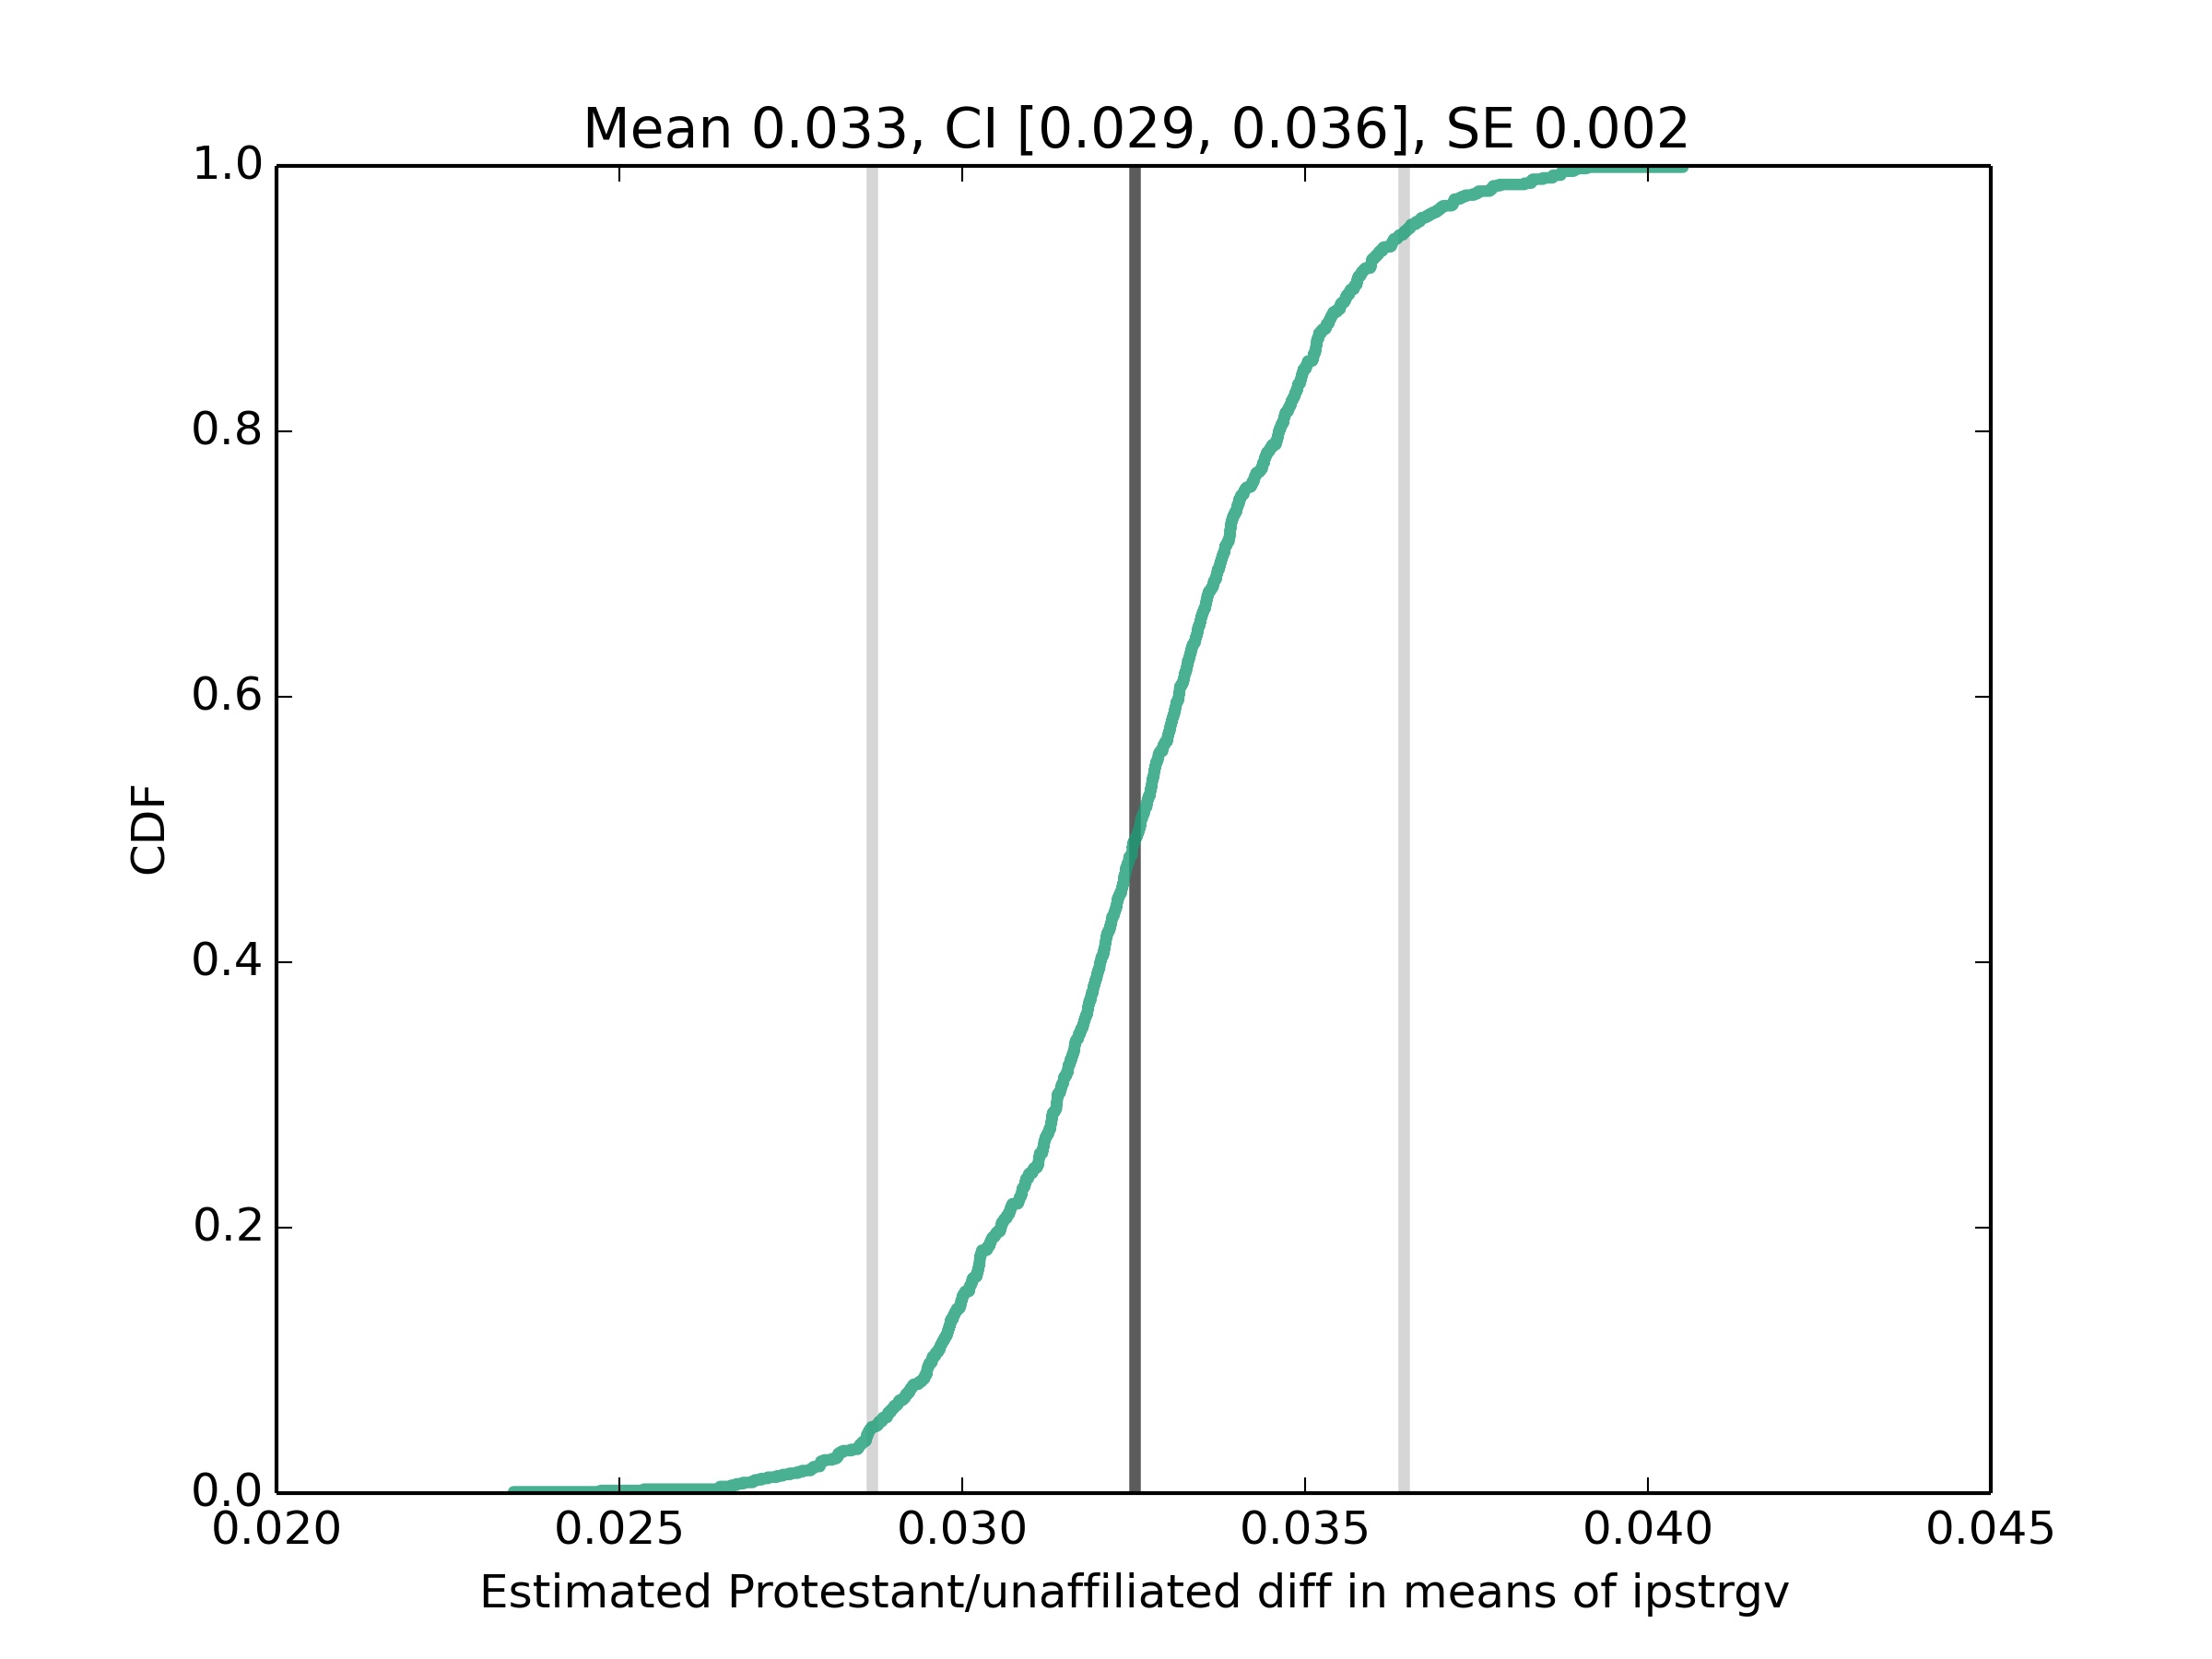 Mean 0.033, CI [0.029, 0.036], SE 0.002
1.0
0.8
0.6
0.4
0.2
0.0
CDF
0.020 0.025 0.030 0.035 0.040 0.045
Estimated Protestant/unaffiliated diff in means of ipstrgv